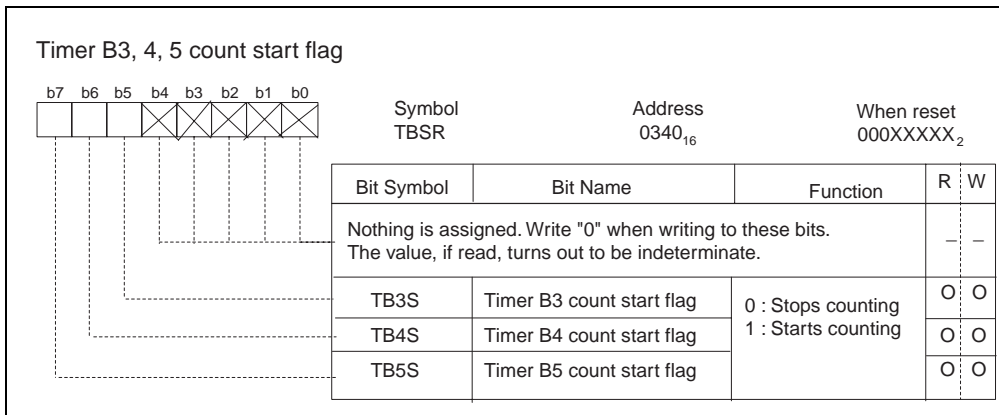 Timer B3, 4, 5 count start flag
b7 b6 b5 b4 b3 b2 b1 b0
Symbol Address When reset
TBSR 0340₁₆ 000XXXXX₂
Bit Symbol Bit Name Function R W
Nothing is assigned. Write "0" when writing to these bits.
The value, if read, turns out to be indeterminate. – –
TB3S Timer B3 count start flag 0 : Stops counting O O
TB4S Timer B4 count start flag 1 : Starts counting O O
TB5S Timer B5 count start flag O O